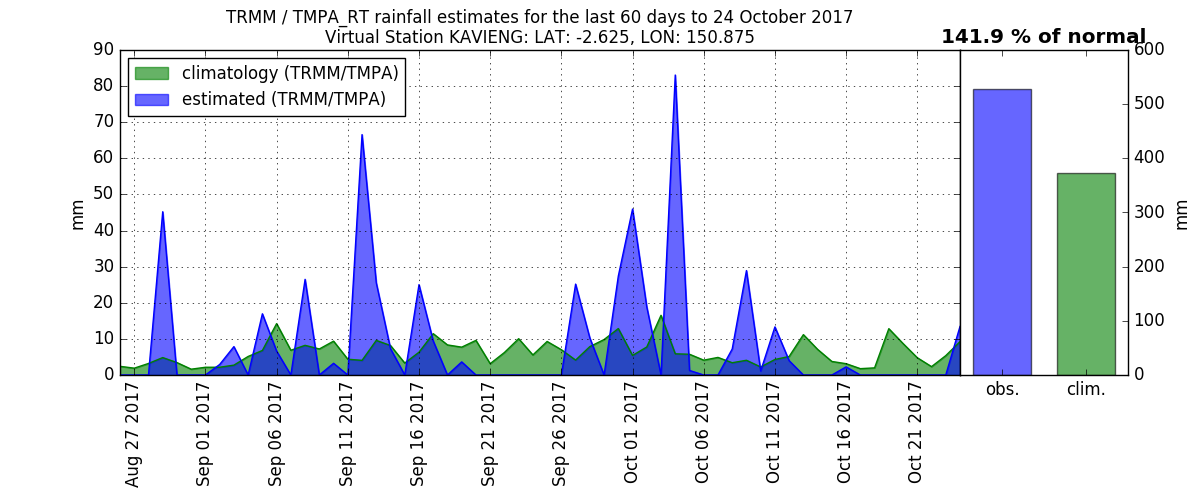 TRMM / TMPA_RT rainfall estimates for the last 60 days to 24 October 2017
Virtual Station KAVIENG: LAT: -2.625, LON: 150.875
141.9 % of normal
climatology (TRMM/TMPA)
estimated (TRMM/TMPA)
mm
90
80
70
60
50
40
30
20
10
0
Aug 27 2017
Sep 01 2017
Sep 06 2017
Sep 11 2017
Sep 16 2017
Sep 21 2017
Sep 26 2017
Oct 01 2017
Oct 06 2017
Oct 11 2017
Oct 16 2017
Oct 21 2017
600
500
400
300
200
100
0
mm
obs.
clim.